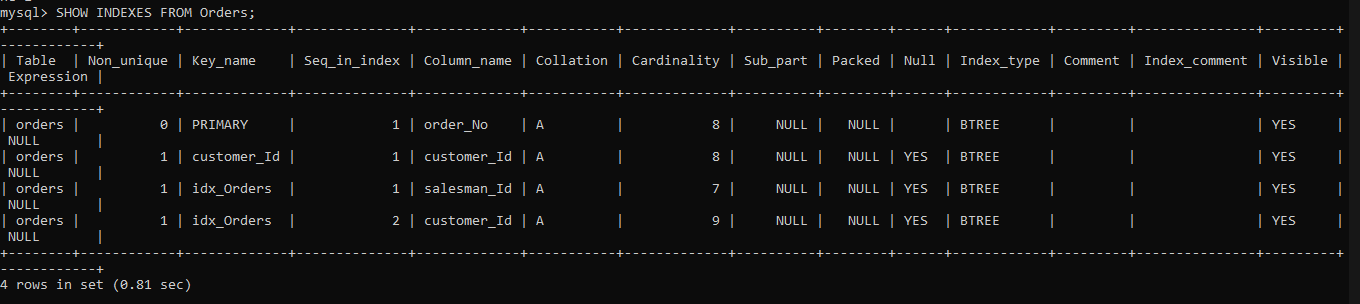 mysql> SHOW INDEXES FROM Orders;
+--------+------------+-------------+--------------+-------------+-----------+-------------+----------+--------+------+------------+---------+---------------+---------+
------------+
| Table  | Non_unique | Key_name    | Seq_in_index | Column_name | Collation | Cardinality | Sub_part | Packed | Null | Index_type | Comment | Index_comment | Visible |
 Expression |
+--------+------------+-------------+--------------+-------------+-----------+-------------+----------+--------+------+------------+---------+---------------+---------+
------------+
| orders |          0 | PRIMARY     |            1 | order_No    | A         |           8 |     NULL |   NULL |      | BTREE      |         |               | YES     |
 NULL       |
| orders |          1 | customer_Id |            1 | customer_Id | A         |           8 |     NULL |   NULL | YES  | BTREE      |         |               | YES     |
 NULL       |
| orders |          1 | idx_Orders  |            1 | salesman_Id | A         |           7 |     NULL |   NULL | YES  | BTREE      |         |               | YES     |
 NULL       |
| orders |          1 | idx_Orders  |            2 | customer_Id | A         |           9 |     NULL |   NULL | YES  | BTREE      |         |               | YES     |
 NULL       |
+--------+------------+-------------+--------------+-------------+-----------+-------------+----------+--------+------+------------+---------+---------------+---------+
------------+
4 rows in set (0.81 sec)